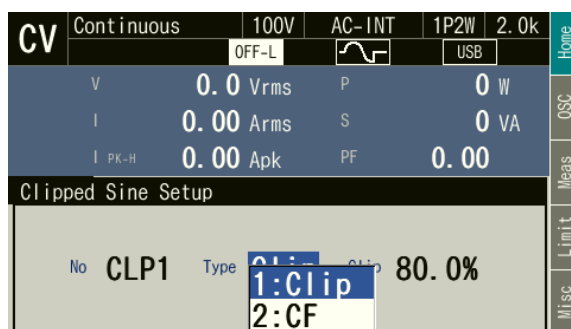 CV Continuous 100V AC-INT 1P2W 2.0k
OFF-L USB
V 0.0 Vrms P 0 W
I 0.00 Arms S 0 VA
I PK-H 0.00 Apk PF 0.00
Clipped Sine Setup
No CLP1 Type Clip Clip 80.0%
1:Clip
2:CF
Home
OSC
Meas
Limit
Misc